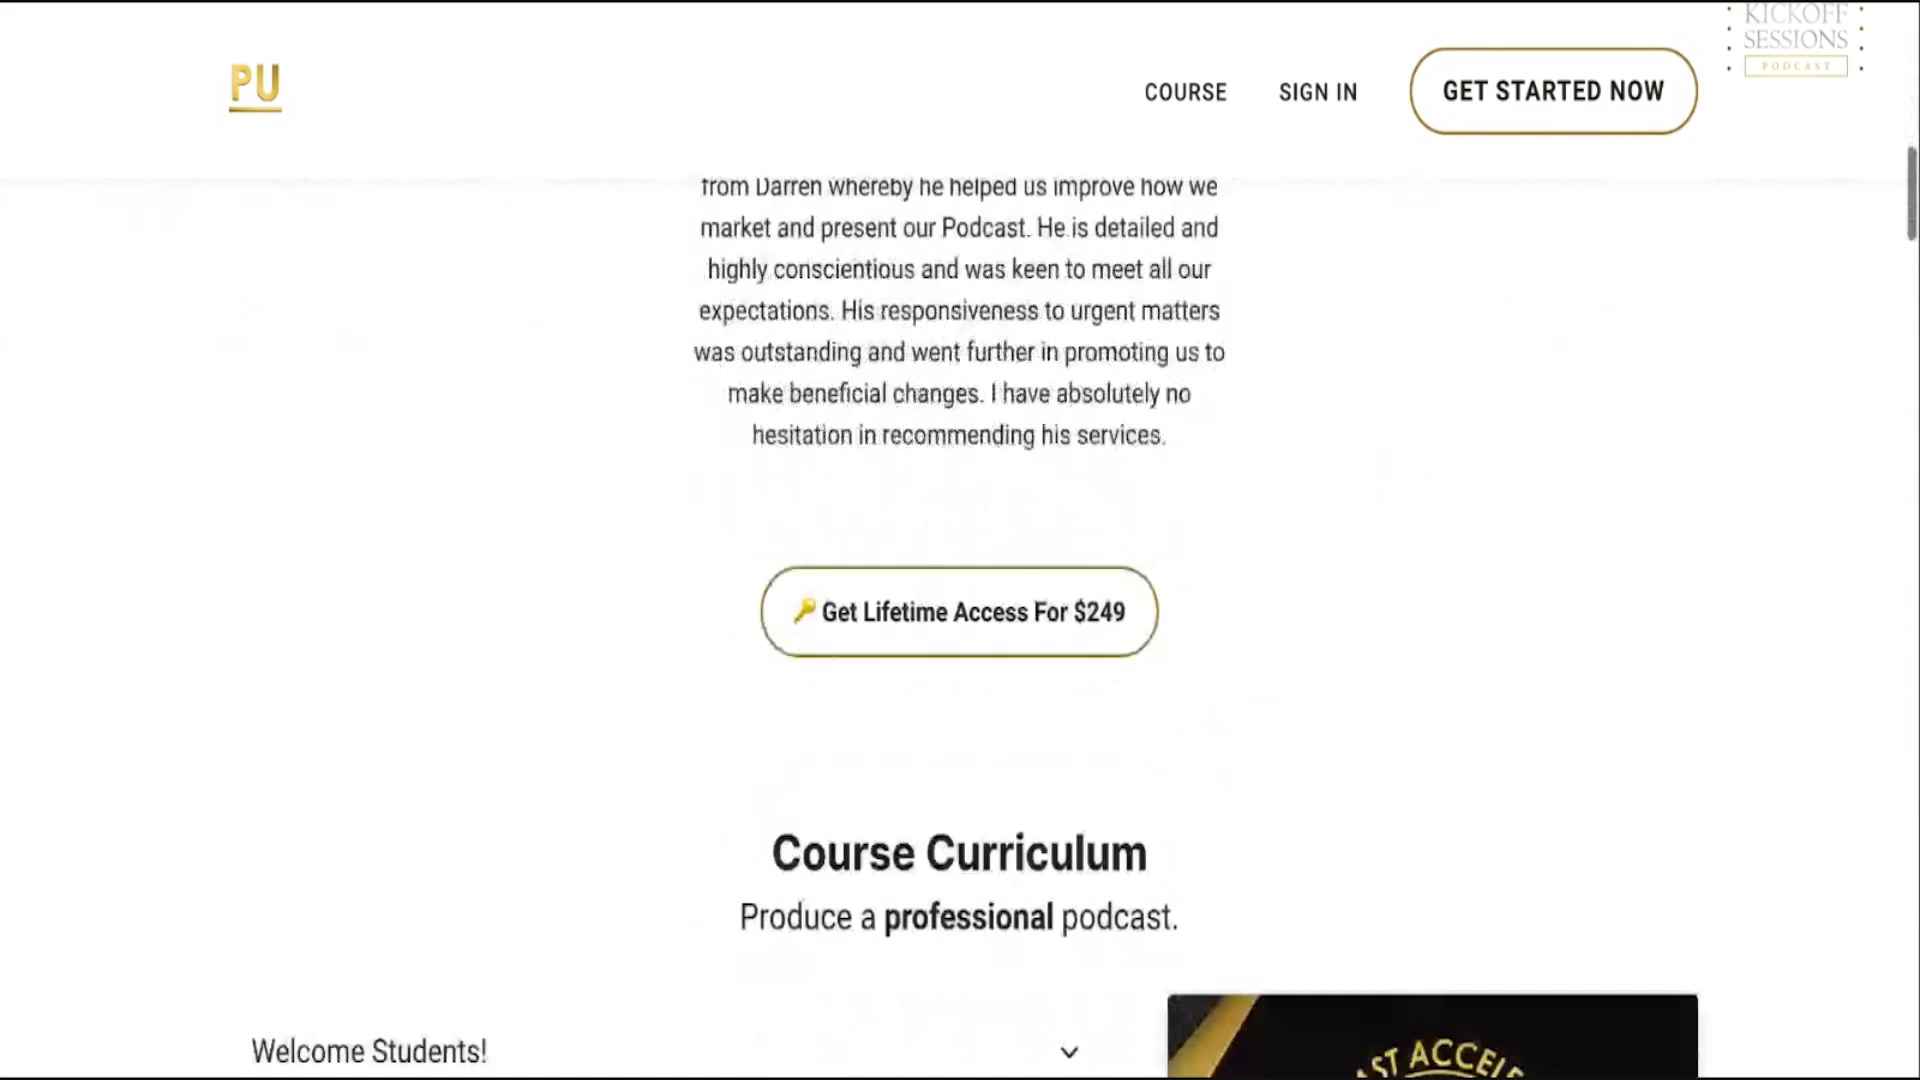 KICKOFF
SESSIONS
PODCAST
PU
COURSE
SIGN IN
GET STARTED NOW
from Darren whereby he helped us improve how we
market and present our Podcast. He is detailed and
highly conscientious and was keen to meet all our
expectations. His responsiveness to urgent matters
was outstanding and went further in promoting us to
make beneficial changes. I have absolutely no
hesitation in recommending his services.
🔑 Get Lifetime Access For $249
Course Curriculum
Produce a professional podcast.
Welcome Students!